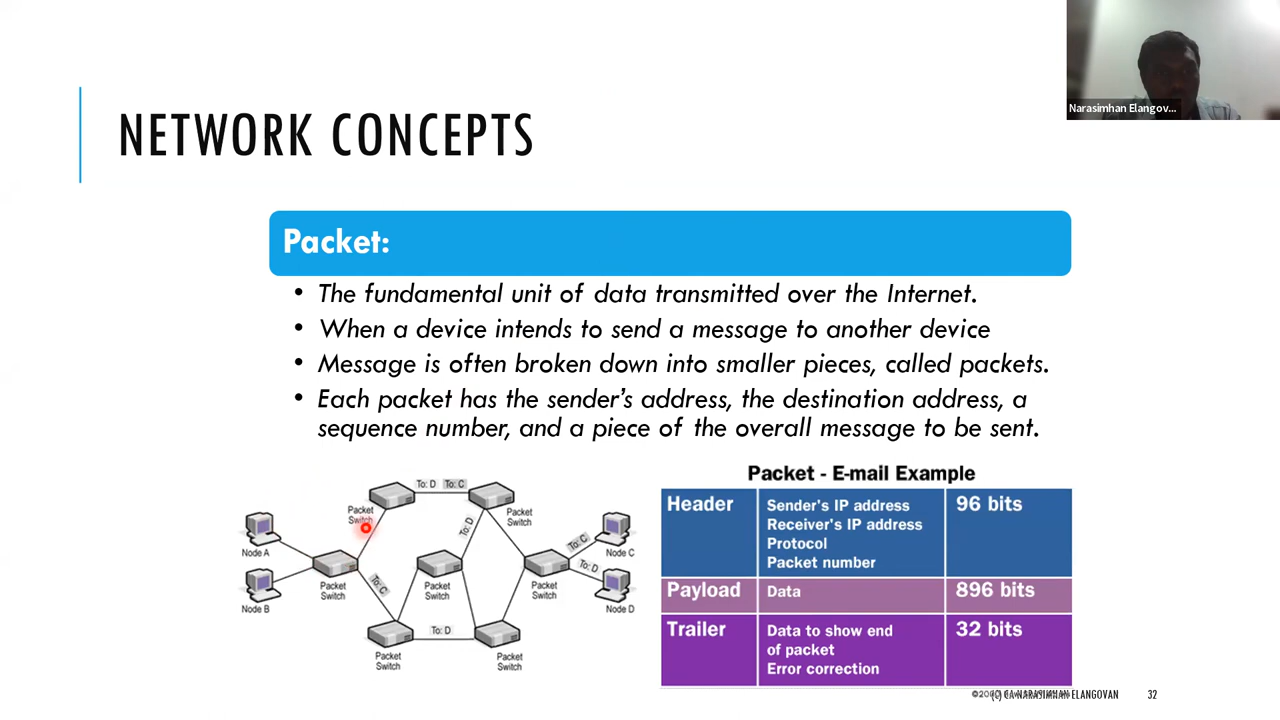 Narasimhan Elangov...
NETWORK CONCEPTS
Packet:
• The fundamental unit of data transmitted over the Internet.
• When a device intends to send a message to another device
• Message is often broken down into smaller pieces, called packets.
• Each packet has the sender's address, the destination address, a
sequence number, and a piece of the overall message to be sent.
To: D To: C
Packet
Switch
Packet
Switch
To: D
Node A
Node B
Packet
Switch
To: C
Packet
Switch
Packet
Switch
To: C
To: D
Node C
Node D
To: D
Packet
Switch
Packet
Switch
Packet - E-mail Example
Header Sender's IP address 96 bits
Receiver's IP address
Protocol
Packet number
Payload Data 896 bits
Trailer Data to show end 32 bits
of packet
Error correction
(C) CA NARASIMHAN ELANGOVAN 32